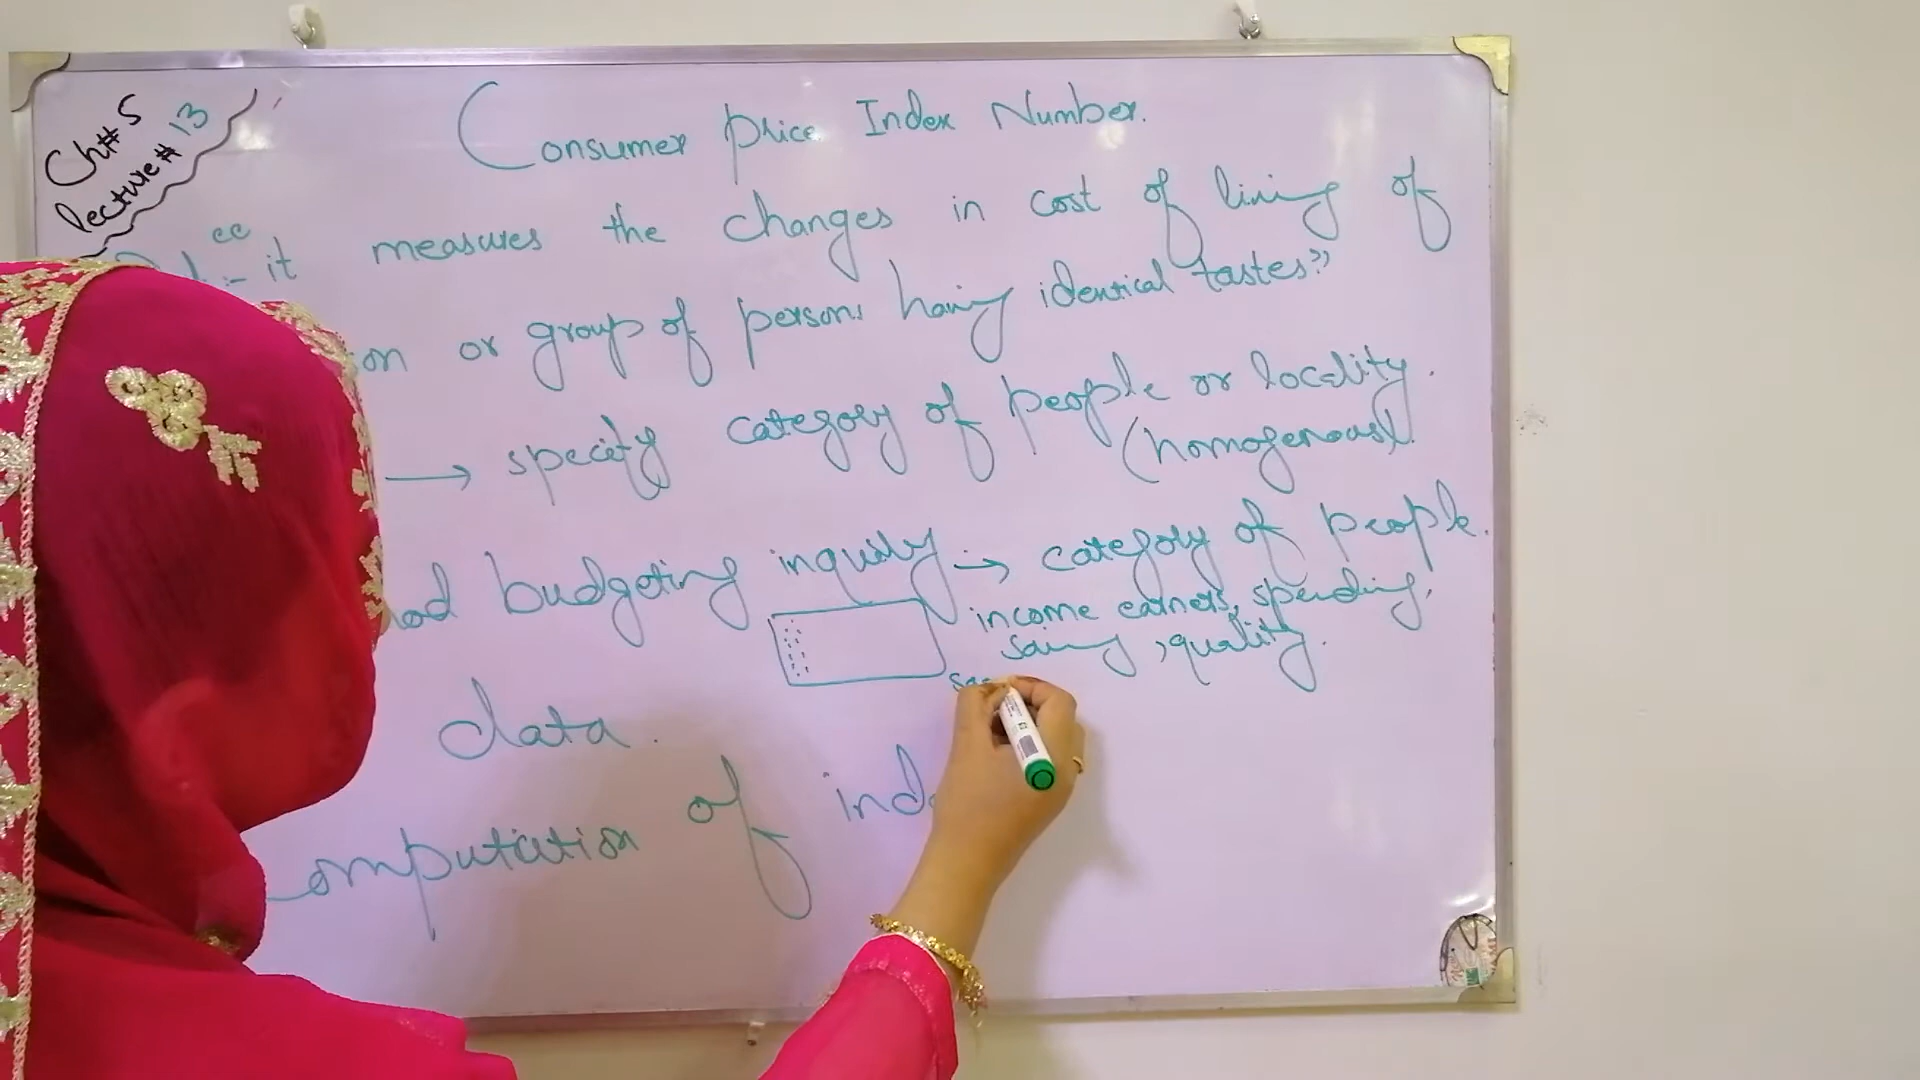 Ch#5
lecture#13
Consumer price Index Number.
“ it measures the changes in cost of living of
on or group of persons having identical tastes.”
→ specify category of people or locality.
(homogenous).
budgeting inquiry → category of people.
income earners, spending,
saving, quality.
data.
omputation of ind